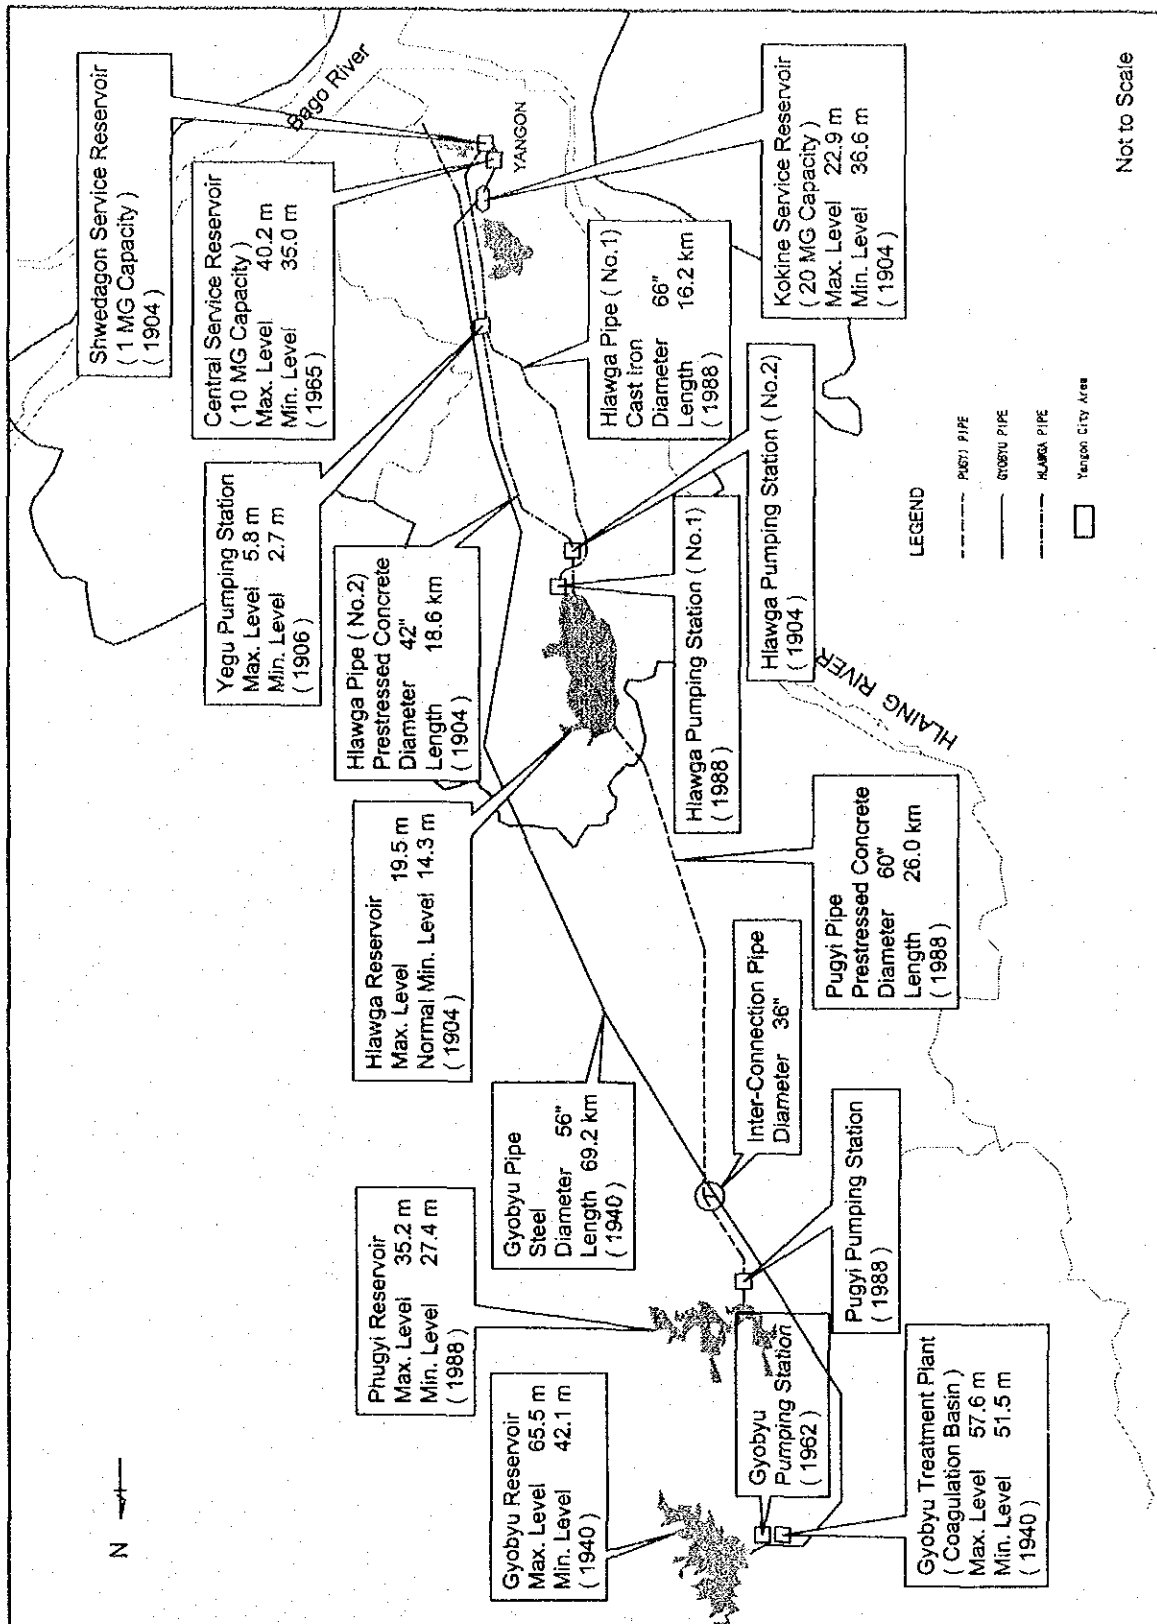 N
Gyobyu Reservoir
Max. Level 65.5 m
Min. Level 42.1 m
(1940)
Phugyi Reservoir
Max. Level 35.2 m
Min. Level 27.4 m
(1988)
Gyobyu Pipe
Steel
Diameter 56"
Length 69.2 km
(1940)
Hlawga Reservoir
Max. Level 19.5 m
Normal Min. Level 14.3 m
(1904)
Hlawga Pipe (No.2)
Prestressed Concrete
Diameter 42"
Length 18.6 km
(1904)
Yegu Pumping Station
Max. Level 5.8 m
Min. Level 2.7 m
(1906)
Central Service Reservoir
(10 MG Capacity)
Max. Level 40.2 m
Min. Level 35.0 m
(1965)
Shwedagon Service Reservoir
(1 MG Capacity)
(1904)
Bago River
YANGON
Gyobyu
Pumping Station
(1962)
Gyobyu Treatment Plant
(Coagulation Basin)
Max. Level 57.6 m
Min. Level 51.5 m
(1940)
Pugyi Pumping Station
(1988)
Inter-Connection Pipe
Diameter 36"
Pugyi Pipe
Prestressed Concrete
Diameter 60"
Length 26.0 km
(1988)
Hlawga Pumping Station (No.1)
(1988)
Hlawga Pumping Station (No.2)
(1904)
Hlawga Pipe (No.1)
Cast Iron
Diameter 66"
Length 16.2 km
(1988)
Kokine Service Reservoir
(20 MG Capacity)
Max. Level 22.9 m
Min. Level 36.6 m
(1904)
HLAING RIVER
LEGEND
PUGYI PIPE
GYOBYU PIPE
HLAWGA PIPE
Yangon City Area
Not to Scale